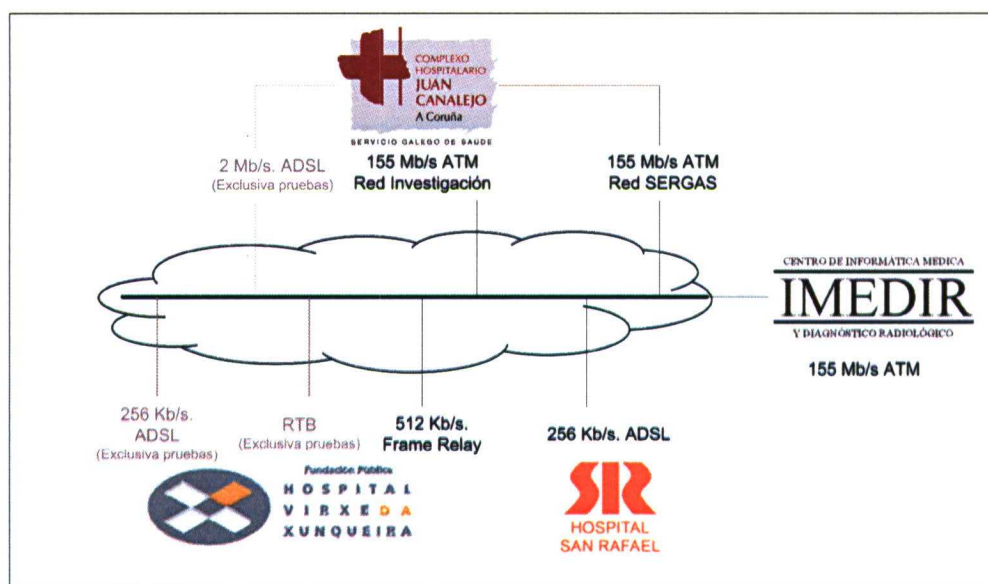 COMPLEXO
HOSPITALARIO
JUAN
CANALEJO
A Coruña
SERVICIO GALEGO DE SAÚDE
2 Mb/s. ADSL
(Exclusiva pruebas)
155 Mb/s ATM
Red Investigación
155 Mb/s ATM
Red SERGAS
CENTRO DE INFORMÁTICA MEDICA
IMEDIR
Y DIAGNÓSTICO RADIOLÓGICO
155 Mb/s ATM
256 Kb/s.
ADSL
(Exclusiva pruebas)
RTB
(Exclusiva pruebas)
512 Kb/s.
Frame Relay
256 Kb/s. ADSL
Fundación Pública
HOSPITAL
VIRXE DA
XUNQUEIRA
SIR
HOSPITAL
SAN RAFAEL